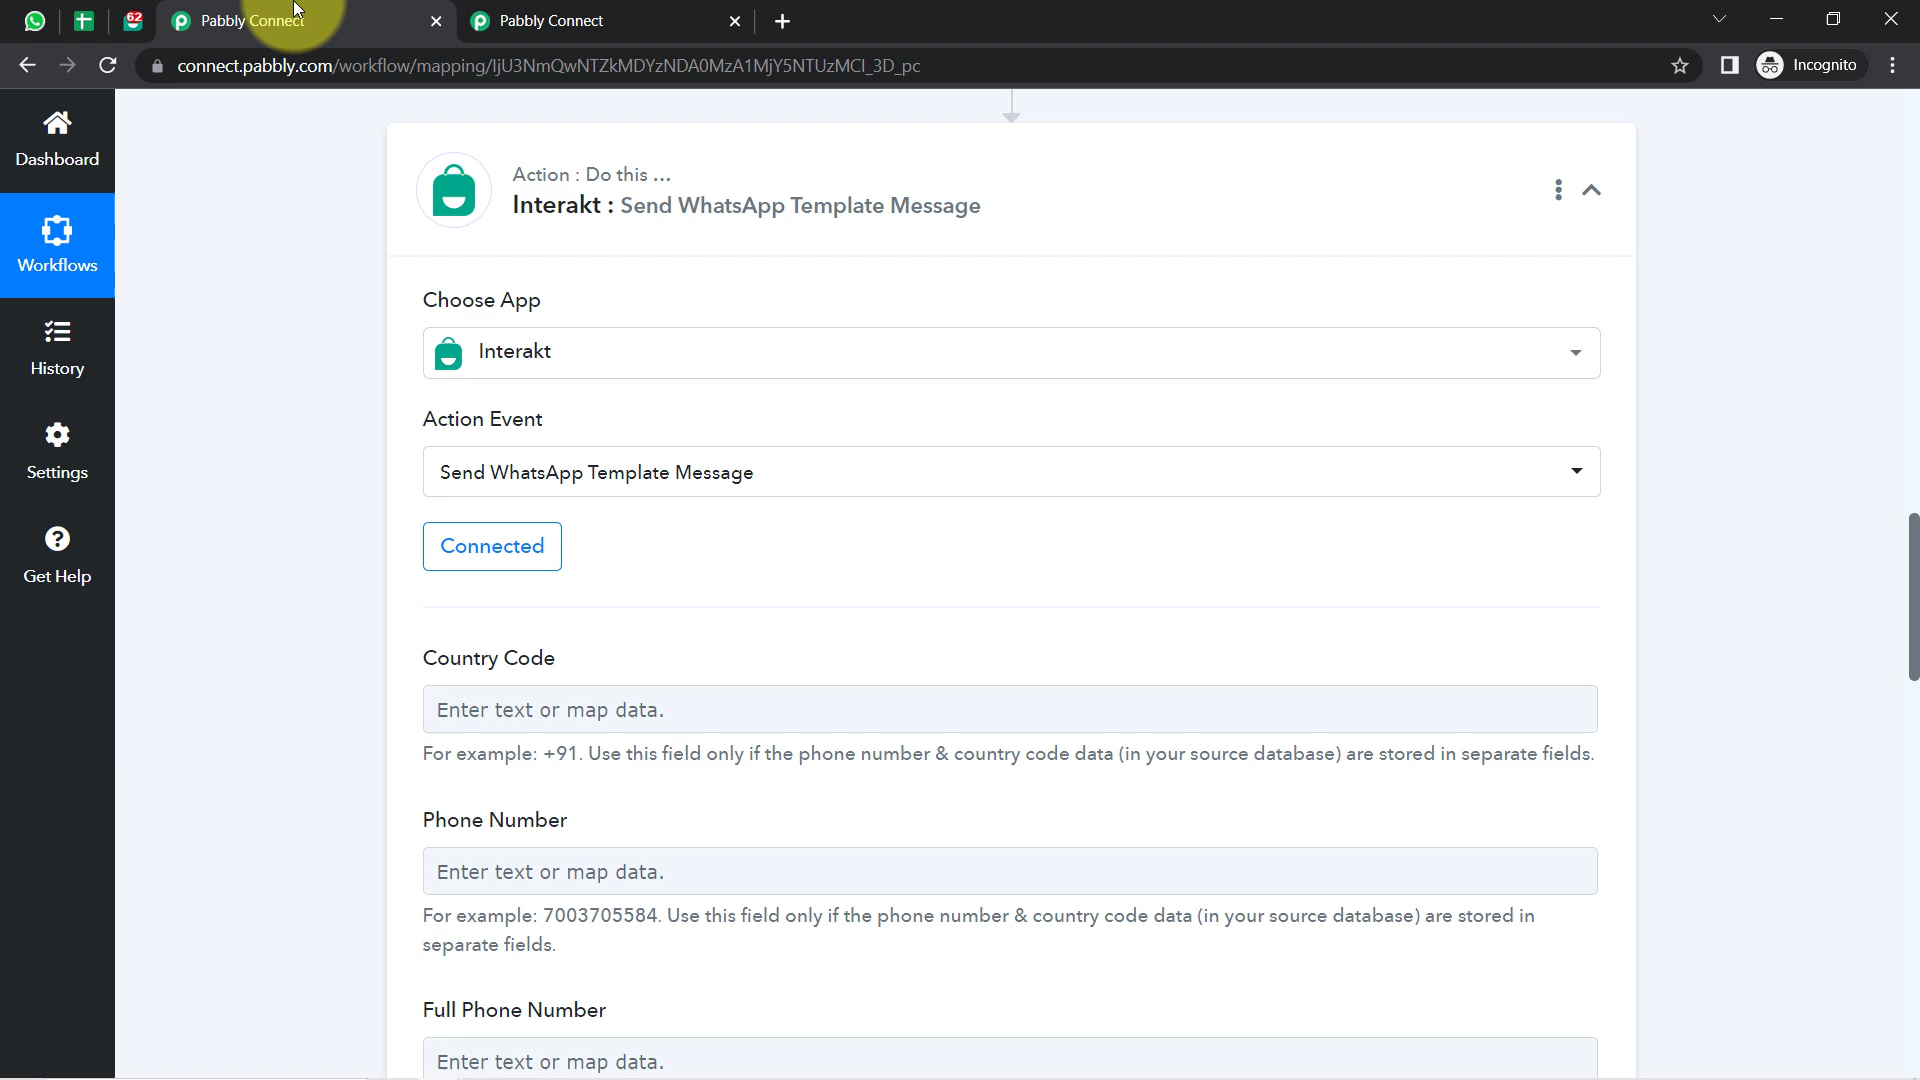 62
Pabbly Connect
Pabbly Connect
connect.pabbly.com/workflow/mapping/IjU3NmQwNTZkMDYzNDA0MzA1MjY5NTUzMCI_3D_pc
Incognito
Dashboard
Workflows
History
Settings
Get Help
Action : Do this ...
Interakt : Send WhatsApp Template Message
Choose App
Interakt
Action Event
Send WhatsApp Template Message
Connected
Country Code
Enter text or map data.
For example: +91. Use this field only if the phone number & country code data (in your source database) are stored in separate fields.
Phone Number
Enter text or map data.
For example: 7003705584. Use this field only if the phone number & country code data (in your source database) are stored in
separate fields.
Full Phone Number
Enter text or map data.